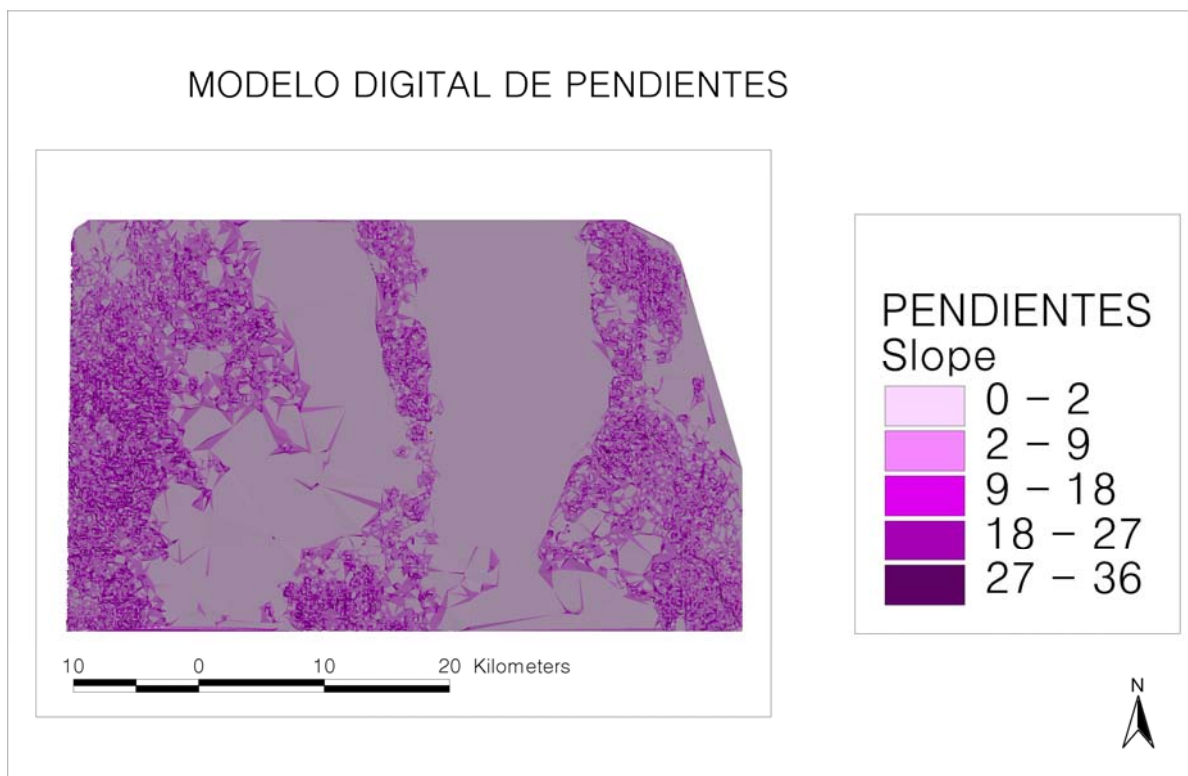 MODELO DIGITAL DE PENDIENTES
10 0 10 20 Kilometers
PENDIENTES
Slope
0 – 2
2 – 9
9 – 18
18 – 27
27 – 36
N